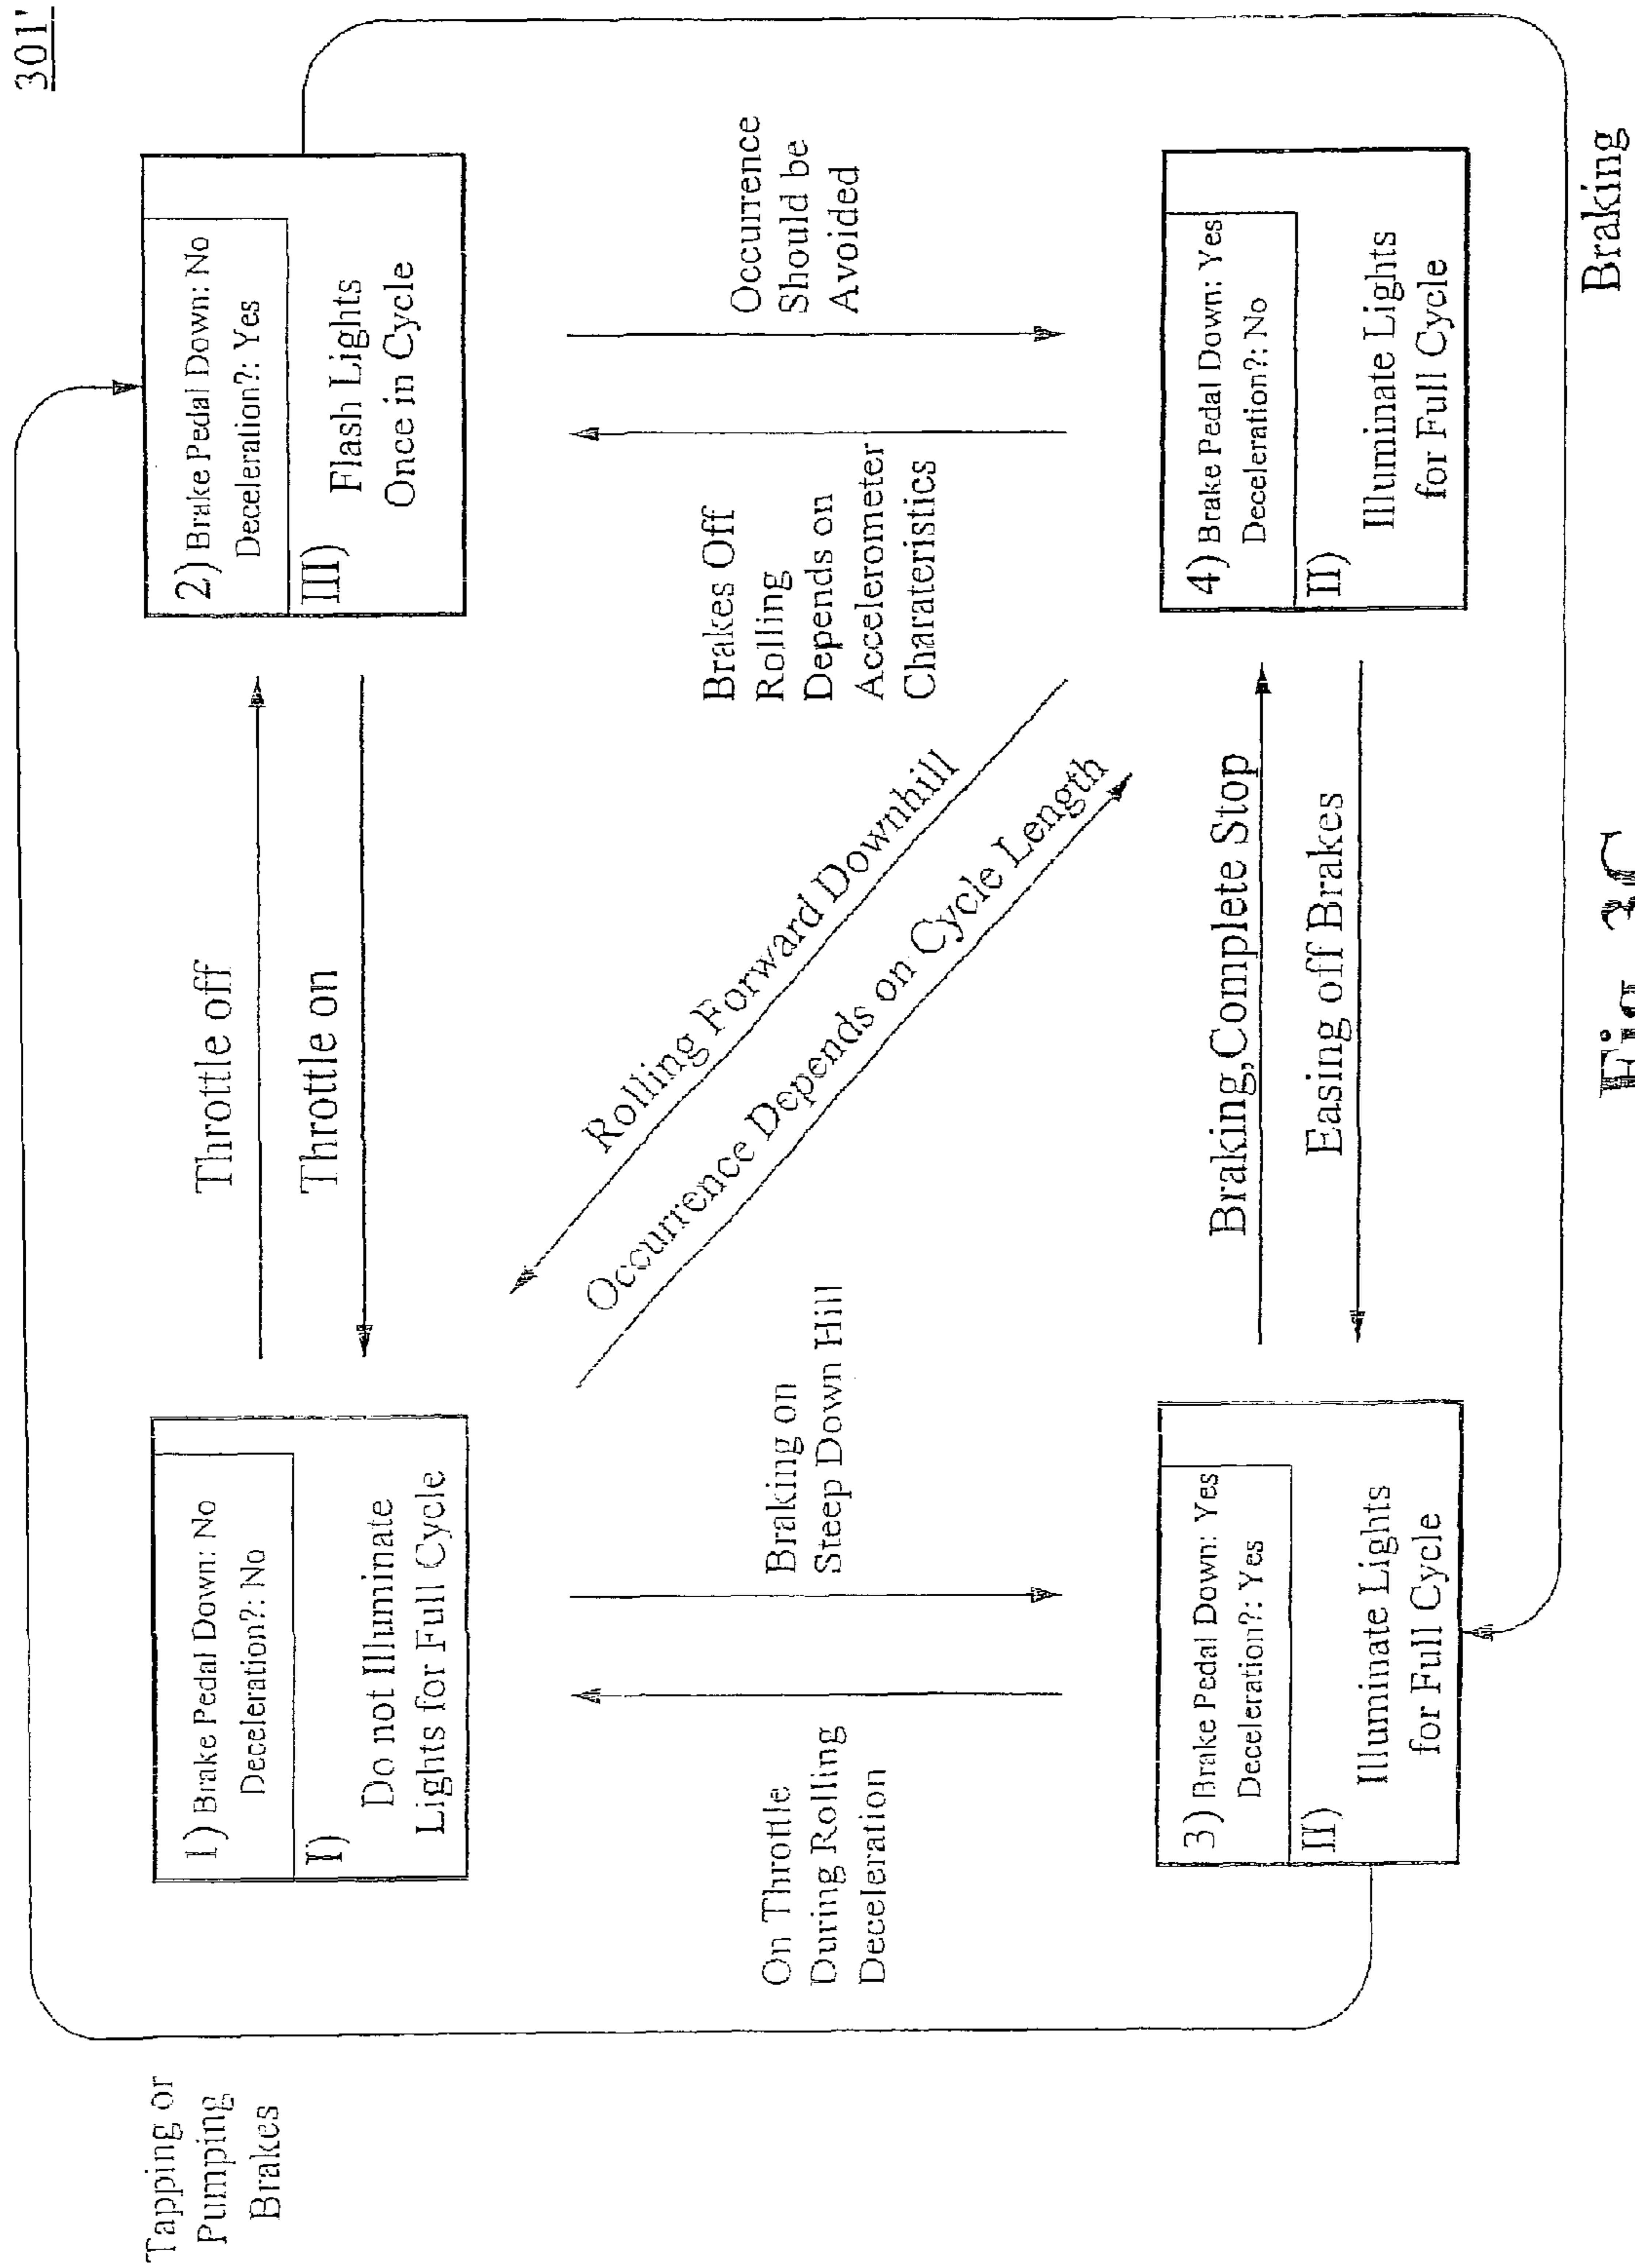 301'
Tapping or
Pumping
Brakes
1) Brake Pedal Down: No
Deceleration?: No
I)
Do not Illuminate
Lights for Full Cycle
Throttle off
Throttle on
2) Brake Pedal Down: No
Deceleration?: Yes
III)
Flash Lights
Once in Cycle
On Throttle
During Rolling
Deceleration
Braking on
Steep Down Hill
Rolling Forward Downhill
Occurrence Depends on Cycle Length
Brakes Off
Rolling
Depends on
Accelerometer
Charateristics
Occurrence
Should be
Avoided
3) Brake Pedal Down: Yes
Deceleration?: Yes
II)
Illuminate Lights
for Full Cycle
Braking,Complete Stop
Easing off Brakes
4) Brake Pedal Down: Yes
Deceleration?: No
II)
Illuminate Lights
for Full Cycle
Braking
Fig. 3C